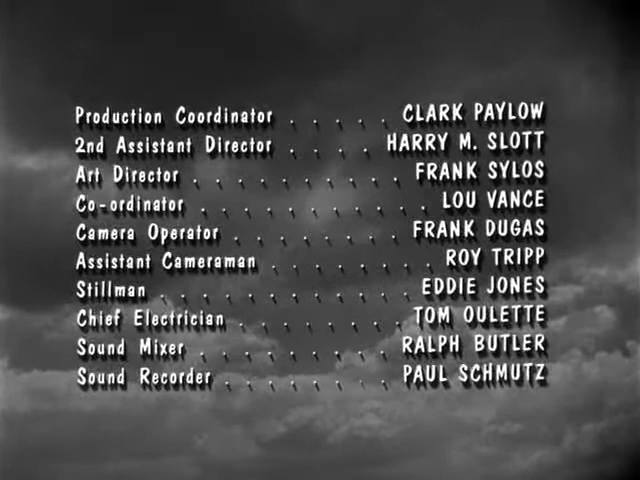 Production Coordinator . . . . . CLARK PAYLOW
2nd Assistant Director . . . . HARRY M. SLOTT
Art Director . . . . . . . . . FRANK SYLOS
Co-ordinator . . . . . . . . . . LOU VANCE
Camera Operator . . . . . . . . FRANK DUGAS
Assistant Cameraman . . . . . . . ROY TRIPP
Stillman . . . . . . . . . . . . EDDIE JONES
Chief Electrician . . . . . . . . TOM OULETTE
Sound Mixer . . . . . . . . . RALPH BUTLER
Sound Recorder . . . . . . . . PAUL SCHMUTZ